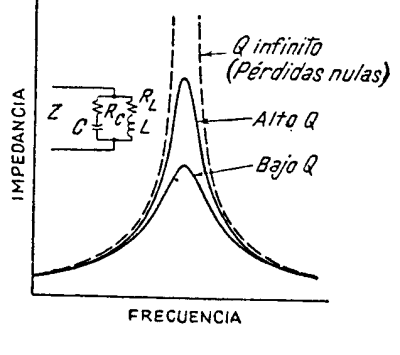 Q infinito
(Pérdidas nulas)
Alto Q
Bajo Q
Z
C
R_C
R_L
L
IMPEDANCIA
FRECUENCIA